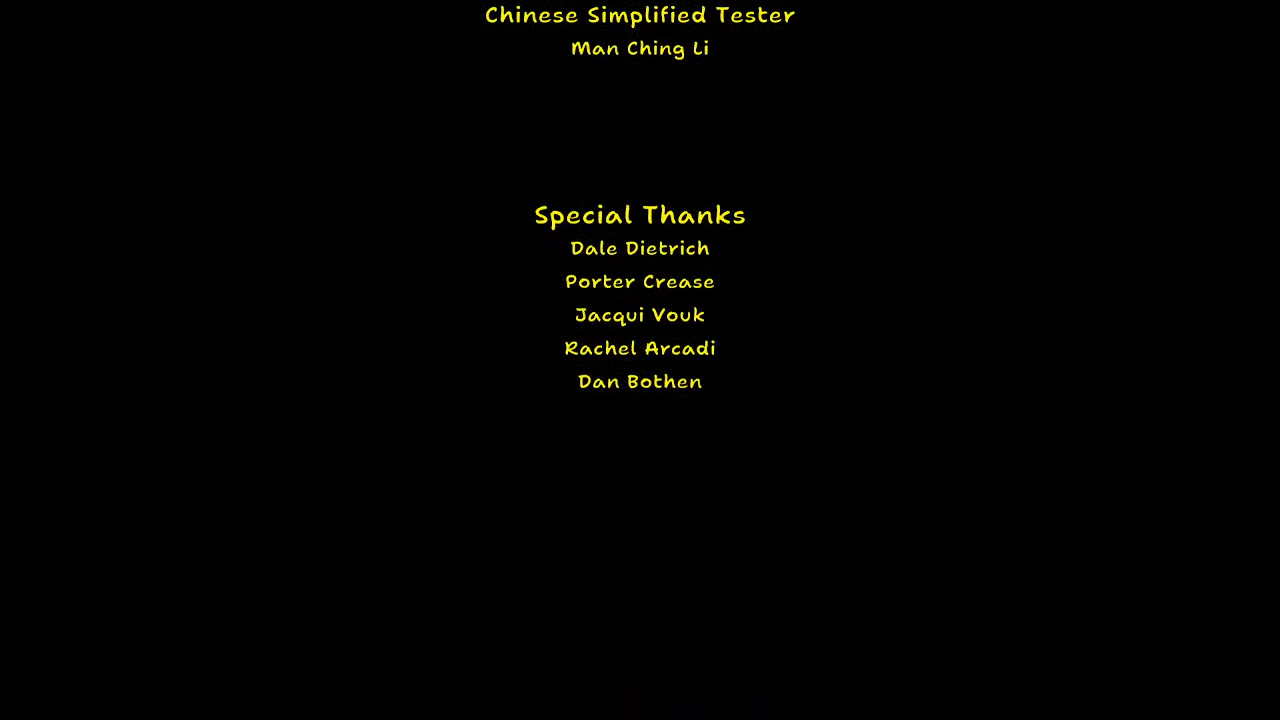 Chinese Simplified Tester
Man Ching Li
Special Thanks
Dale Dietrich
Porter Crease
Jacqui Vouk
Rachel Arcadi
Dan Bothen